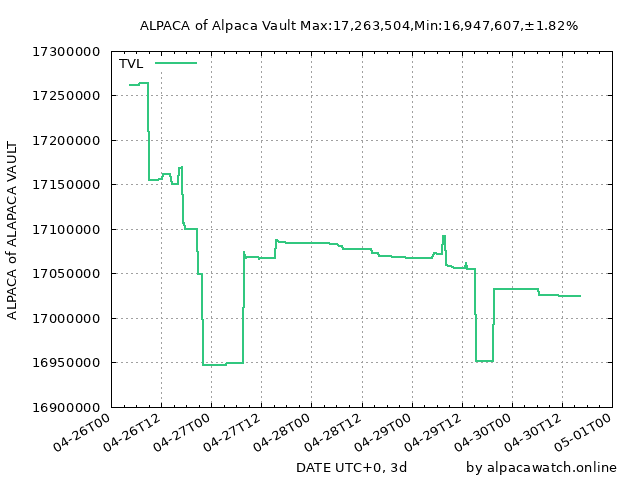 ALPACA of Alpaca Vault Max:17,263,504,Min:16,947,607,±1.82%
TVL
ALPACA of ALAPACA VAULT
17300000
17250000
17200000
17150000
17100000
17050000
17000000
16950000
16900000
04-26T00
04-26T12
04-27T00
04-27T12
04-28T00
04-28T12
04-29T00
04-29T12
04-30T00
04-30T12
05-01T00
DATE UTC+0, 3d
by alpacawatch.online